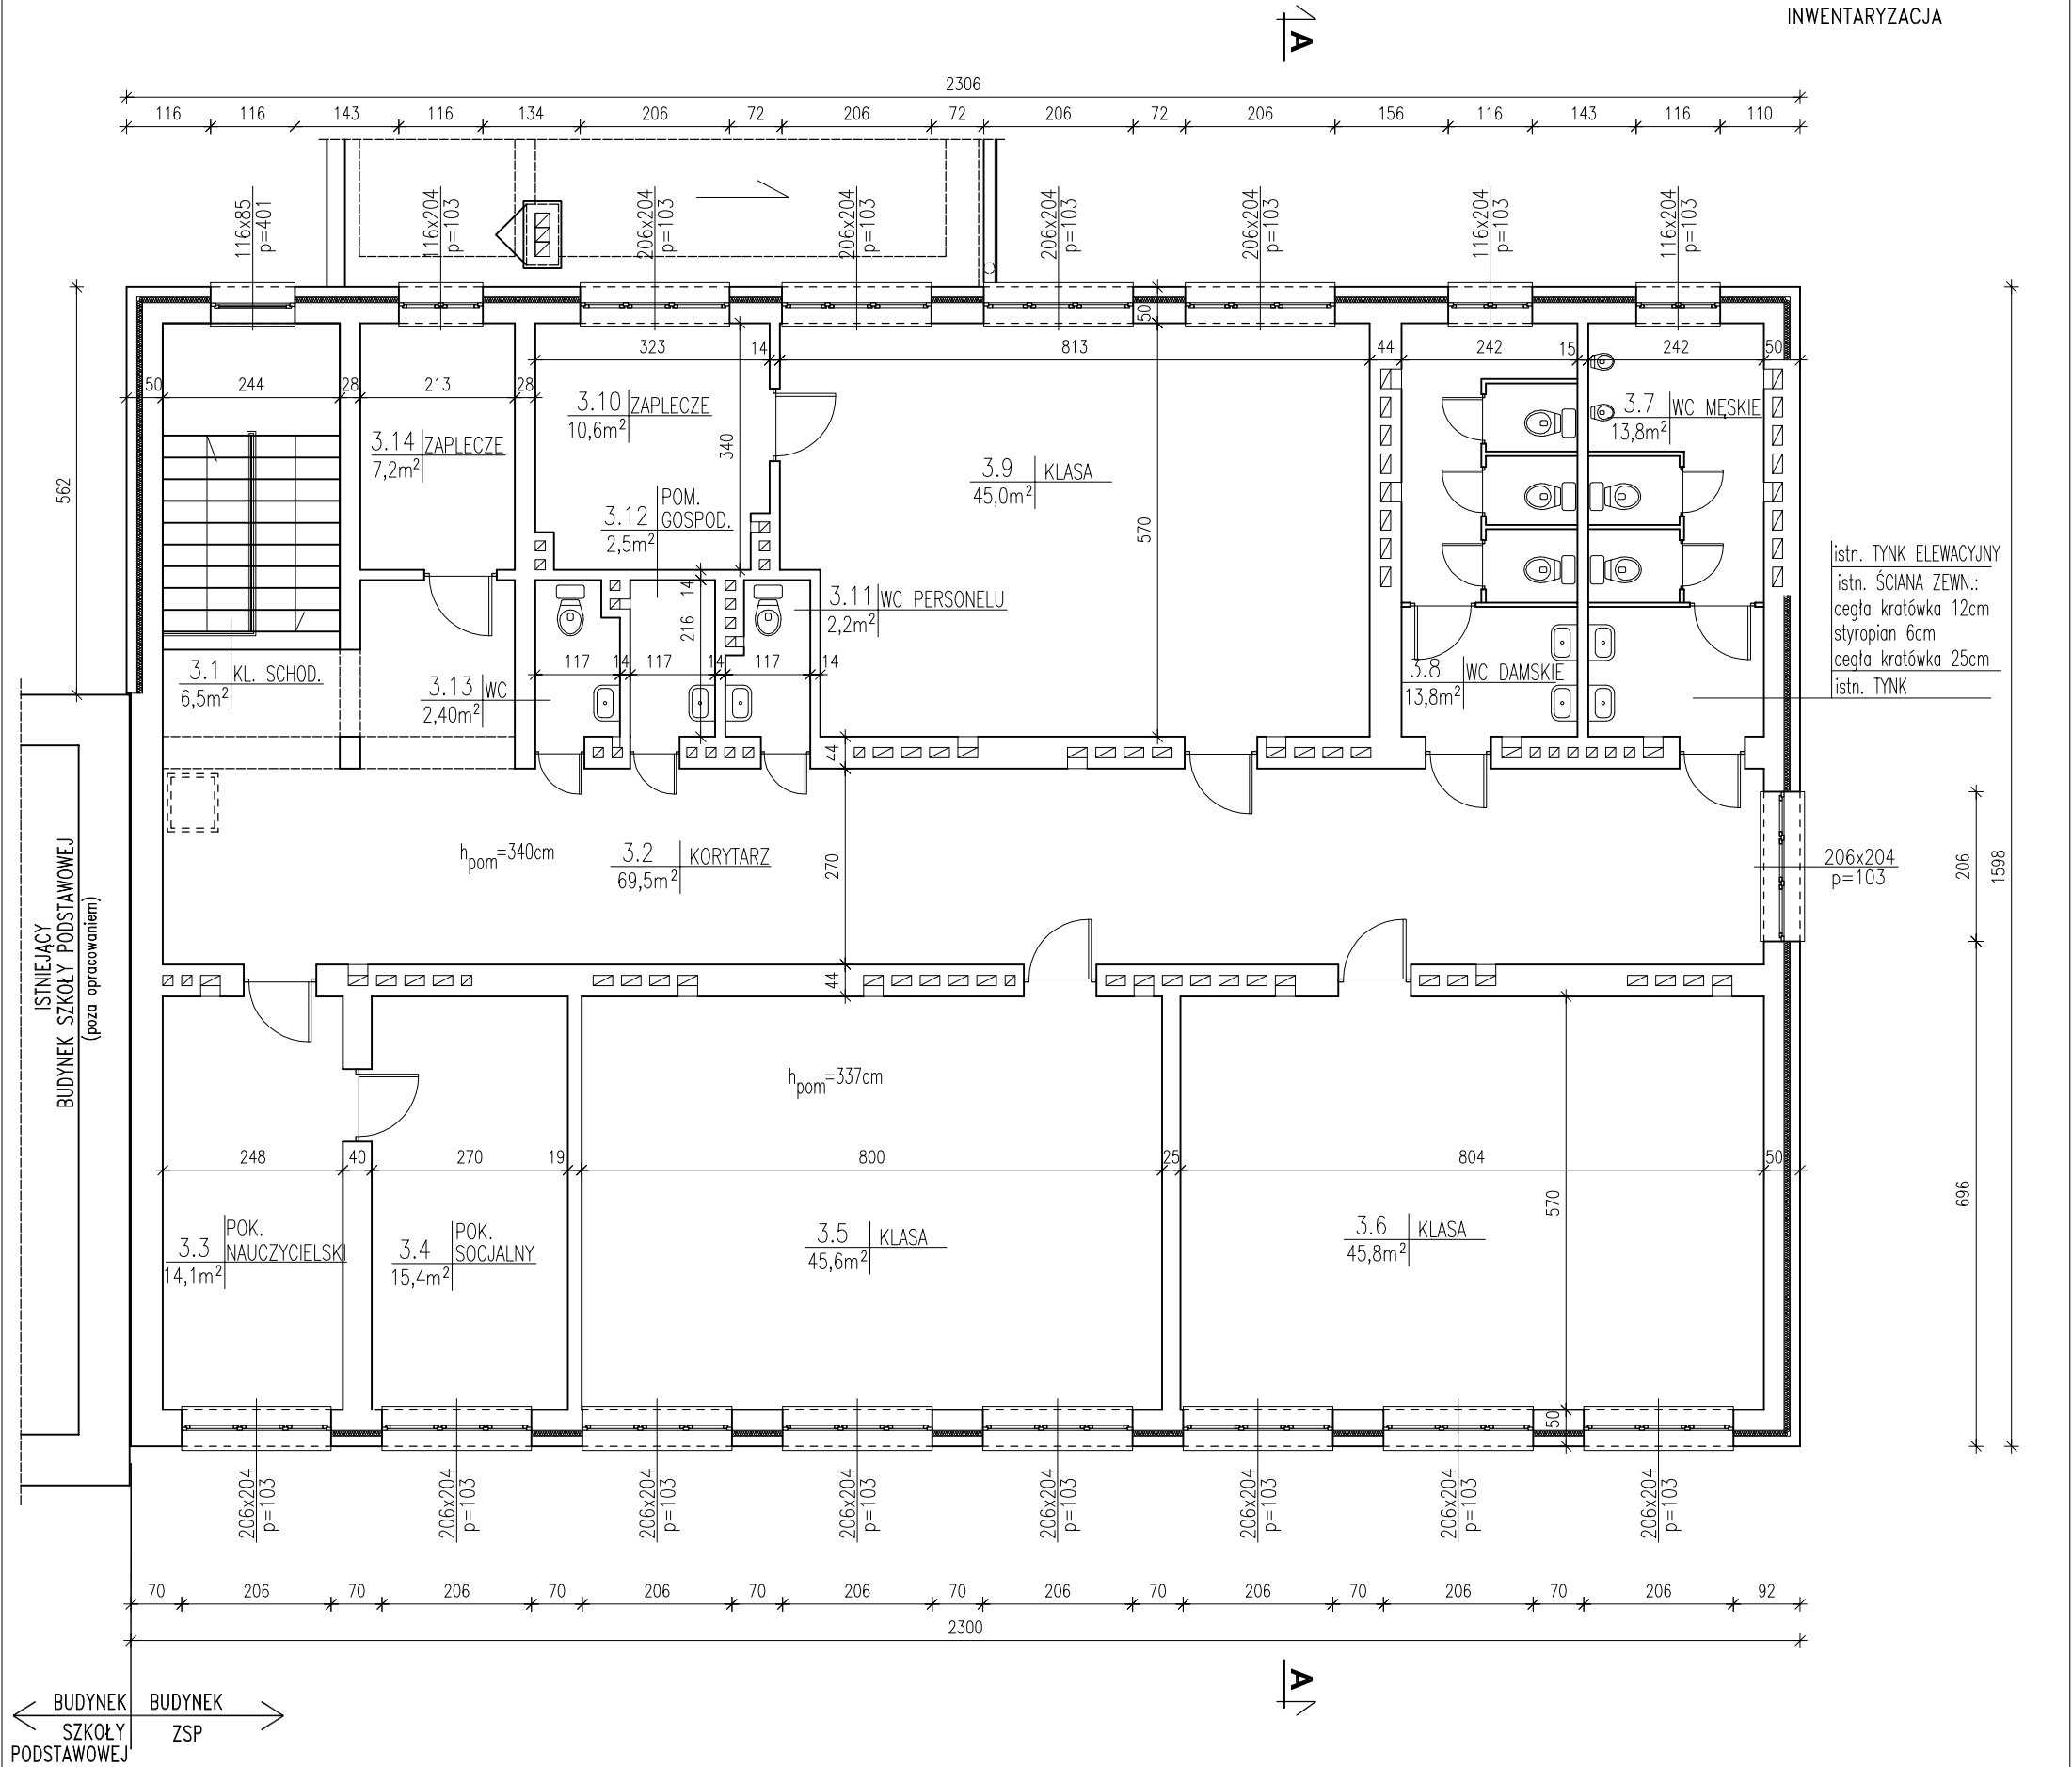 INWENTARYZACJA
A
2306
116 116 143 116 134 206 72 206 72 206 72 206 156 116 143 116 110
116x85
p=401
116x204
p=103
206x204
p=103
206x204
p=103
206x204
p=103
206x204
p=103
116x204
p=103
116x204
p=103
50
323 14 813 44 242 15 242 50
50 244 28 213 28
562
3.10 ZAPLECZE
10,6m²
340
3.14 ZAPLECZE
7,2m²
3.9 KLASA
45,0m²
570
3.7 WC MĘSKIE
13,8m²
3.12 POM.
GOSPOD.
2,5m²
istn. TYNK ELEWACYJNY
istn. ŚCIANA ZEWN.:
cegła kratówka 12cm
styropian 6cm
cegła kratówka 25cm
istn. TYNK
14
216
3.11 WC PERSONELU
2,2m²
117 14 117 14 117 14
3.1 KL. SCHOD.
6,5m²
3.13 WC
2,40m²
3.8 WC DAMSKIE
13,8m²
44
hpom=340cm
3.2 KORYTARZ
69,5m²
270
206x204
p=103
206
1598
ISTNIEJĄCY
BUDYNEK SZKOŁY PODSTAWOWEJ
(poza opracowaniem)
44
hpom=337cm
248 40 270 19 800 25 804 50
570
696
3.3 POK.
NAUCZYCIELSKI
14,1m²
3.4 POK.
SOCJALNY
15,4m²
3.5 KLASA
45,6m²
3.6 KLASA
45,8m²
50
206x204
p=103
206x204
p=103
206x204
p=103
206x204
p=103
206x204
p=103
206x204
p=103
206x204
p=103
206x204
p=103
70 206 70 206 70 206 70 206 70 206 70 206 70 206 70 206 92
2300
A
BUDYNEK
SZKOŁY
PODSTAWOWEJ
BUDYNEK
ZSP